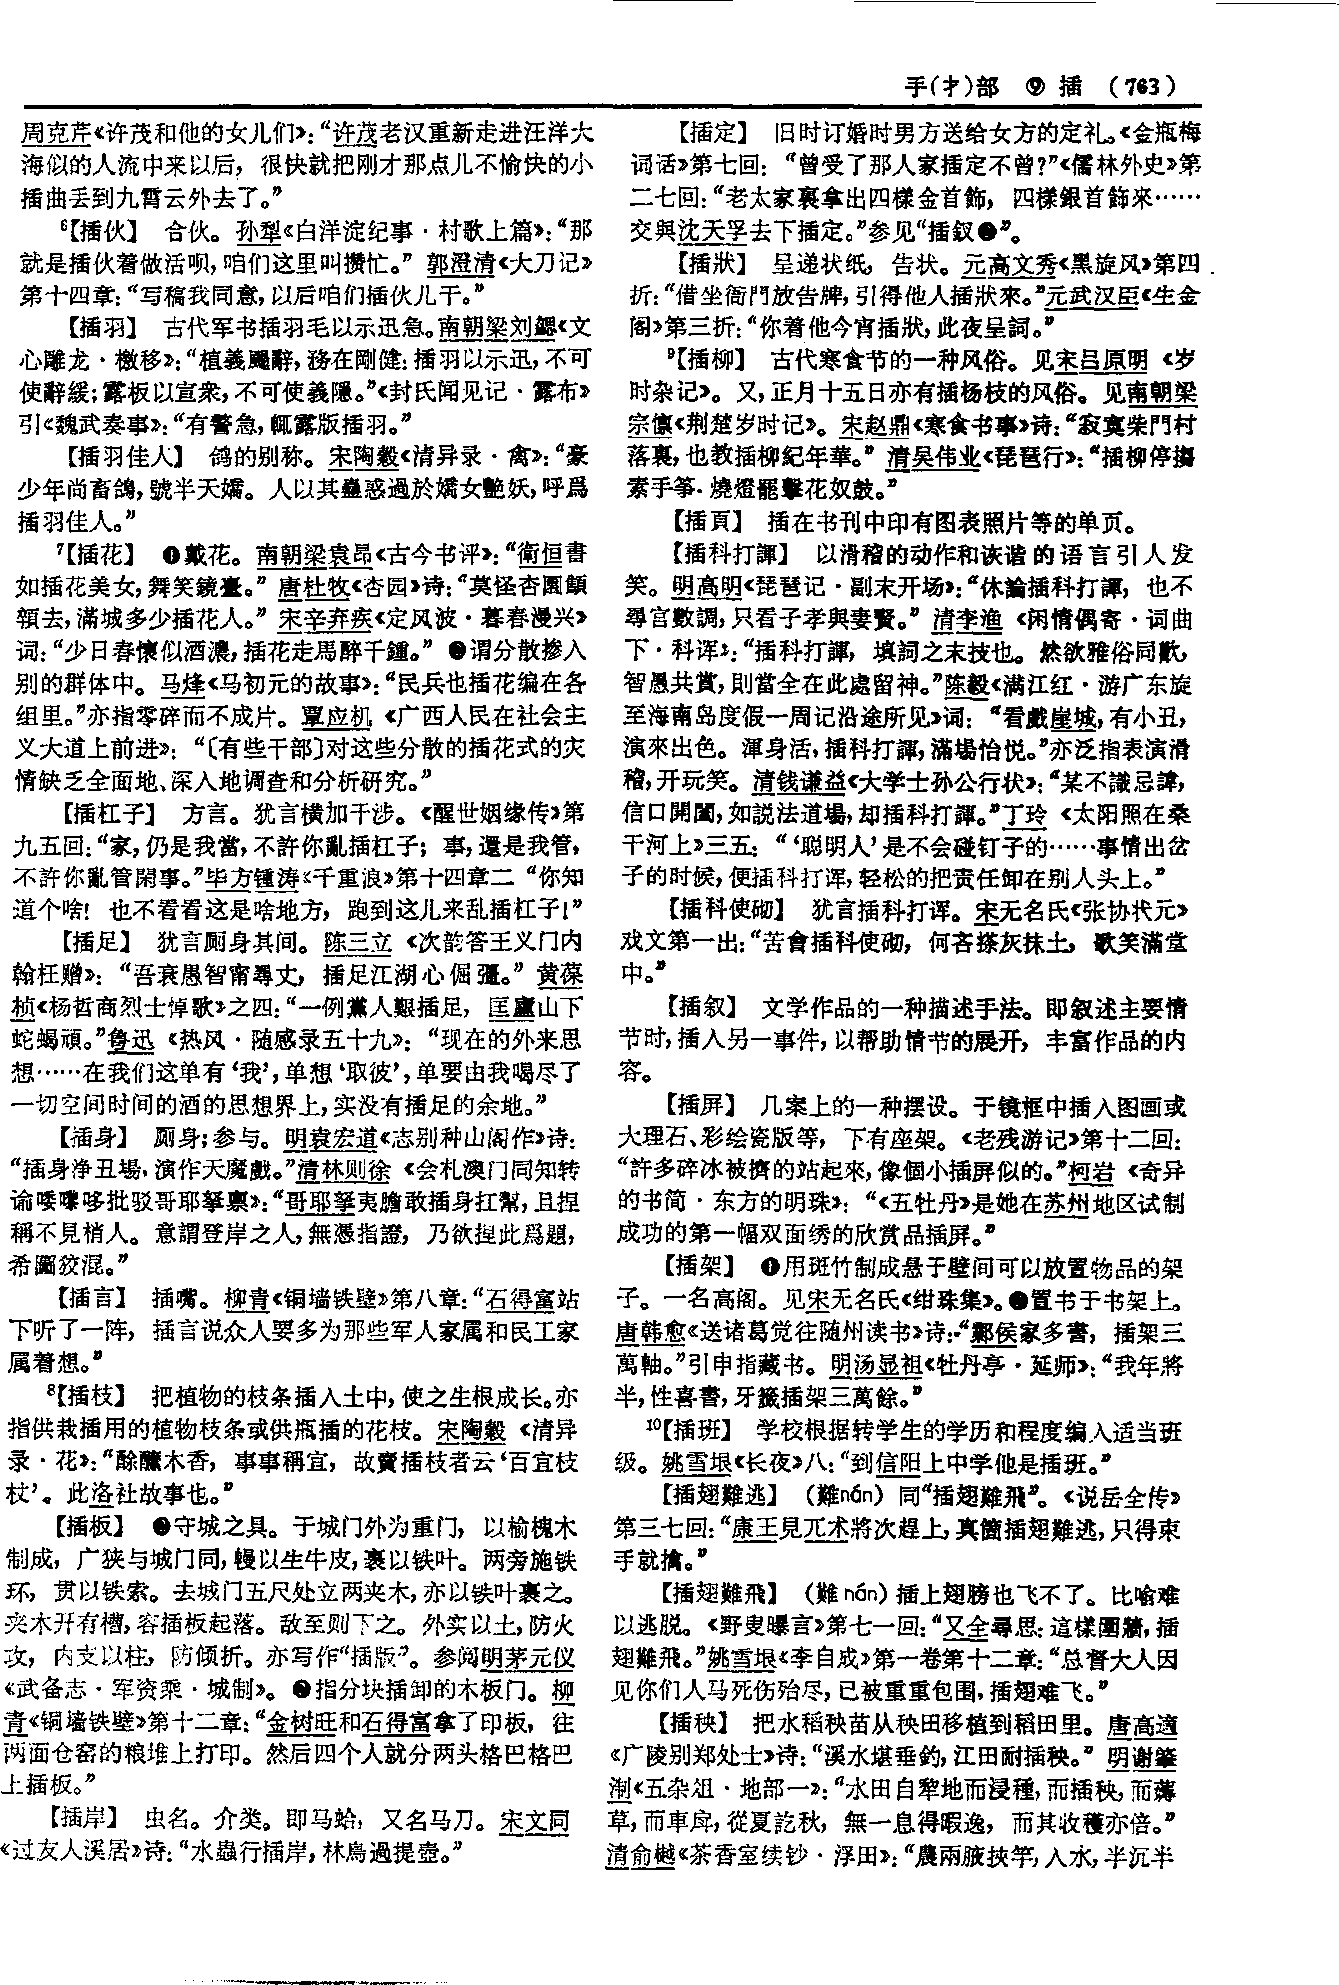 手(扌)部 ⑨ 插 (763)
周克芹《许茂和他的女儿们》：“许茂老汉重新走进汪洋大
海似的人流中来以后，很快就把刚才那点儿不愉快的小
插曲丢到九霄云外去了。”
⁶【插伙】 合伙。孙犁《白洋淀纪事·村歌上篇》：“那
就是插伙着做活呗，咱们这里叫攒忙。” 郭澄清《大刀记》
第十四章：“写稿我同意，以后咱们插伙儿干。”
【插羽】 古代军书插羽毛以示迅急。南朝梁刘勰《文
心雕龙·檄移》：“植義颺辭，務在剛健；插羽以示迅，不可
使辭緩；露板以宣衆，不可使義隱。”《封氏闻见记·露布》
引《魏武奏事》：“有警急，輒露版插羽。”
【插羽佳人】 鸽的别称。宋陶穀《清异录·禽》：“豪
少年尚畜鴿，號半天嬌。人以其蠱惑過於嬌女艷妖，呼爲
插羽佳人。”
⁷【插花】 ❶戴花。南朝梁袁昂《古今书评》：“衛恒書
如插花美女，舞笑鏡臺。” 唐杜牧《杏园》诗：“莫怪杏園顦
顇去，滿城多少插花人。” 宋辛弃疾《定风波·暮春漫兴》
词：“少日春懷似酒濃，插花走馬醉千鍾。” ❷谓分散掺入
别的群体中。马烽《马初元的故事》：“民兵也插花编在各
组里。”亦指零碎而不成片。覃应机《广西人民在社会主
义大道上前进》：“〔有些干部〕对这些分散的插花式的灾
情缺乏全面地、深入地调查和分析研究。”
【插杠子】 方言。犹言横加干涉。《醒世姻缘传》第
九五回：“家，仍是我當，不許你亂插杠子；事，還是我管，
不許你亂管閑事。”毕方锺涛《千重浪》第十四章二 “你知
道个啥！也不看看这是啥地方，跑到这儿来乱插杠子！”
【插足】 犹言厕身其间。陈三立《次韵答王义门内
翰枉赠》：“吾衰愚智甯尋丈，插足江湖心倔彊。” 黄葆
桢《杨哲商烈士悼歌》之四：“一例黨人艱插足，匡廬山下
蛇蝎頑。”鲁迅《热风·随感录五十九》：“现在的外来思
想……在我们这单有‘我’，单想‘取彼’，单要由我喝尽了
一切空间时间的酒的思想界上，实没有插足的余地。”
【插身】 厕身；参与。明袁宏道《志别种山阁作》诗：
“插身净丑場，演作天魔戲。”清林则徐《会札澳门同知转
谕喽嚟哆批驳哥耶拏禀》：“哥耶拏夷膽敢插身扛幫，且捏
稱不見梢人。意謂登岸之人，無憑指證，乃欲捏此爲題，
希圖狡混。”
【插言】 插嘴。柳青《铜墙铁壁》第八章：“石得富站
下听了一阵，插言说众人要多为那些军人家属和民工家
属着想。”
⁸【插枝】 把植物的枝条插入土中，使之生根成长。亦
指供栽插用的植物枝条或供瓶插的花枝。宋陶穀《清异
录·花》：“酴醾木香，事事稱宜，故賣插枝者云‘百宜枝
杖’。此洛社故事也。”
【插板】 ❶守城之具。于城门外为重门，以榆槐木
制成，广狭与城门同，幔以生牛皮，裹以铁叶。两旁施铁
环，贯以铁索。去城门五尺处立两夹木，亦以铁叶裹之。
夹木开有槽，容插板起落。敌至则下之。外实以土，防火
攻，内支以柱，防倾折。亦写作“插版”。参阅明茅元仪
《武备志·军资乘·城制》。❷指分块插卸的木板门。柳
青《铜墙铁壁》第十二章：“金树旺和石得富拿了印板，往
两面仓窑的粮堆上打印。然后四个人就分两头格巴格巴
上插板。”
【插岸】 虫名。介类。即马蛤，又名马刀。宋文同
《过友人溪居》诗：“水蟲行插岸，林鳥過提壺。”
【插定】 旧时订婚时男方送给女方的定礼。《金瓶梅
词话》第七回：“曾受了那人家插定不曾？”《儒林外史》第
二七回：“老太家裏拿出四樣金首飾，四樣銀首飾來……
交與沈天孚去下插定。”参见“插釵❷”。
【插狀】 呈递状纸，告状。元高文秀《黑旋风》第四
折：“借坐衙門放告牌，引得他人插狀來。”元武汉臣《生金
阁》第三折：“你着他今宵插狀，此夜呈詞。”
⁹【插柳】 古代寒食节的一种风俗。见宋吕原明《岁
时杂记》。又，正月十五日亦有插杨枝的风俗。见南朝梁
宗懔《荆楚岁时记》。宋赵鼎《寒食书事》诗：“寂寞柴門村
落裏，也教插柳紀年華。” 清吴伟业《琵琶行》：“插柳停搊
素手筝，燒燈罷擊花奴鼓。”
【插頁】 插在书刊中印有图表照片等的单页。
【插科打諢】 以滑稽的动作和诙谐的语言引人发
笑。明高明《琵琶记·副末开场》：“休論插科打諢，也不
尋宫數調，只看子孝與妻賢。” 清李渔《闲情偶寄·词曲
下·科诨》：“插科打諢，填詞之末技也。然欲雅俗同歡，
智愚共賞，則當全在此處留神。”陈毅《满江红·游广东旋
至海南岛度假一周记沿途所见》词：“看戲崖城，有小丑，
演來出色。渾身活，插科打諢，滿場怡悦。”亦泛指表演滑
稽，开玩笑。清钱谦益《大学士孙公行状》：“某不識忌諱，
信口開闔，如説法道場，却插科打諢。”丁玲《太阳照在桑
干河上》三五：“‘聪明人’是不会碰钉子的……事情出岔
子的时候，便插科打诨，轻松的把责任卸在别人头上。”
【插科使砌】 犹言插科打诨。宋无名氏《张协状元》
戏文第一出：“苦會插科使砌，何吝搽灰抹土，歌笑滿堂
中。”
【插叙】 文学作品的一种描述手法。即叙述主要情
节时，插入另一事件，以帮助情节的展开，丰富作品的内
容。
【插屏】 几案上的一种摆设。于镜框中插入图画或
大理石、彩绘瓷版等，下有座架。《老残游记》第十二回：
“許多碎冰被擠的站起來，像個小插屏似的。”柯岩《奇异
的书简·东方的明珠》：“《五牡丹》是她在苏州地区试制
成功的第一幅双面绣的欣赏品插屏。”
【插架】 ❶用斑竹制成悬于壁间可以放置物品的架
子。一名高阁。见宋无名氏《绀珠集》。❷置书于书架上。
唐韩愈《送诸葛觉往随州读书》诗：“鄴侯家多書，插架三
萬軸。”引申指藏书。明汤显祖《牡丹亭·延师》：“我年將
半，性喜書，牙籤插架三萬餘。”
¹⁰【插班】 学校根据转学生的学历和程度编入适当班
级。姚雪垠《长夜》八：“到信阳上中学他是插班。”
【插翅難逃】 （難nán）同“插翅難飛”。《说岳全传》
第三七回：“康王見兀术將次趕上，真箇插翅難逃，只得束
手就擒。”
【插翅難飛】 （難nán）插上翅膀也飞不了。比喻难
以逃脱。《野叟曝言》第七一回：“又全尋思：這樣圍牆，插
翅難飛。”姚雪垠《李自成》第一卷第十二章：“总督大人因
见你们人马死伤殆尽，已被重重包围，插翅难飞。”
【插秧】 把水稻秧苗从秧田移植到稻田里。唐高適
《广陵别郑处士》诗：“溪水堪垂釣，江田耐插秧。” 明谢肇
淛《五杂俎·地部一》：“水田自犂地而浸種，而插秧，而薅
草，而車戽，從夏訖秋，無一息得暇逸，而其收穫亦倍。”
清俞樾《茶香室续钞·浮田》：“農兩腋挾竿，入水，半沉半